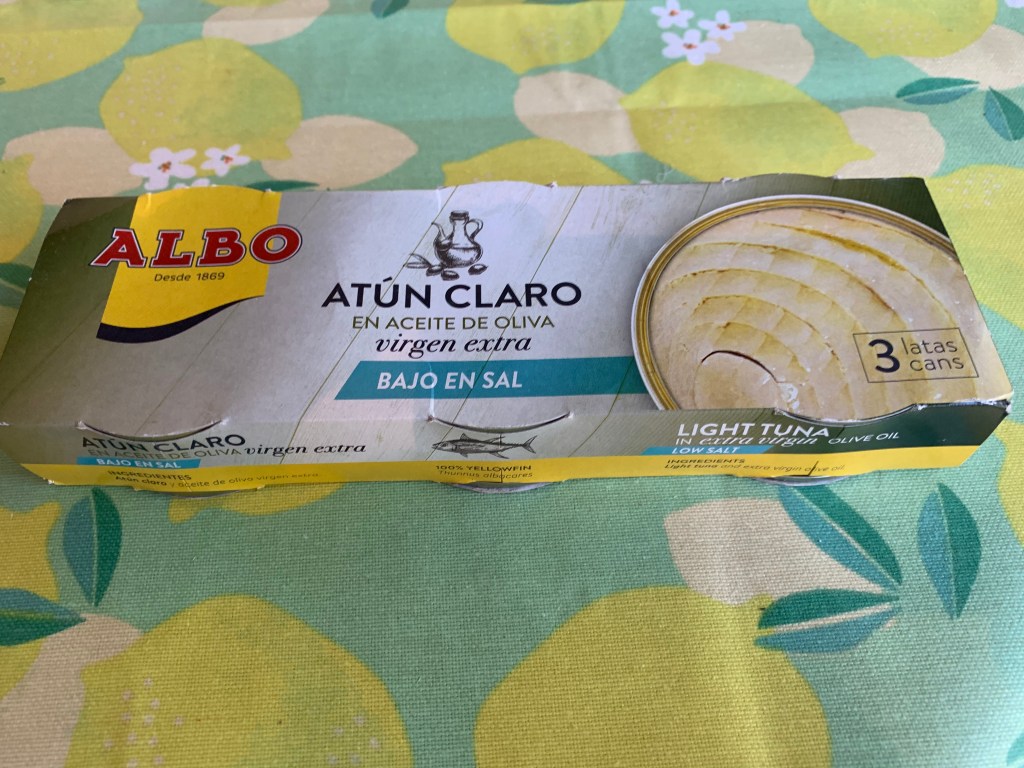 ALBO
Desde 1869
ATÚN CLARO
EN ACEITE DE OLIVA
virgen extra
BAJO EN SAL
3 latas
cans
ATÚN CLARO
EN ACEITE DE OLIVA virgen extra
BAJO EN SAL
INGREDIENTES
Atún claro y aceite de oliva virgen extra
100% YELLOWFIN
Thunnus albacares
LIGHT TUNA
IN extra virgin OLIVE OIL
LOW SALT
INGREDIENTS
Light tuna and extra virgin olive oil